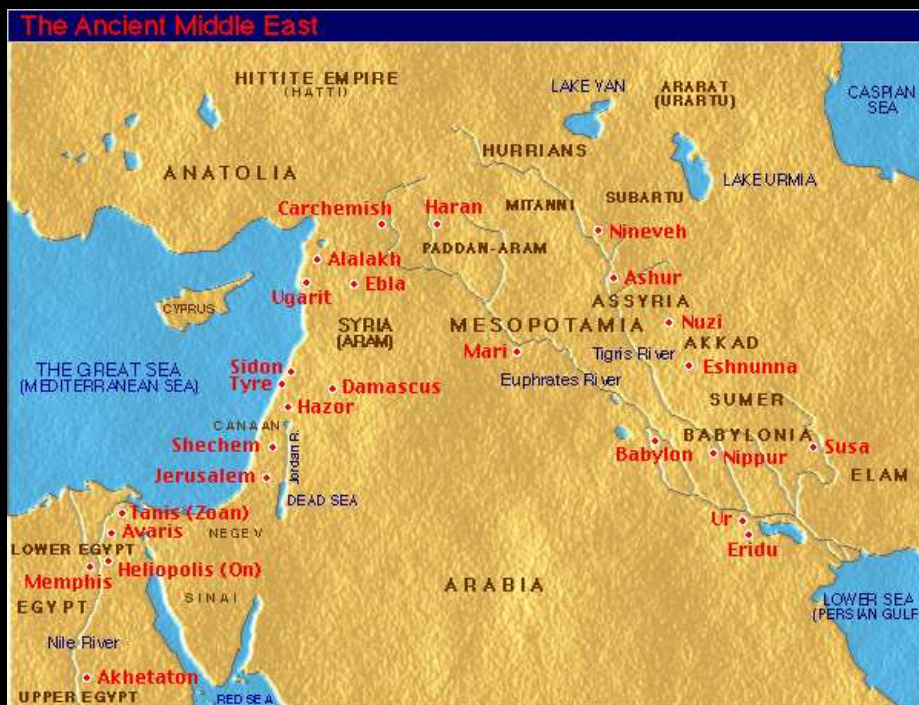 The Ancient Middle East
HITTITE EMPIRE
(HATTI)
LAKE VAN
ARARAT
(URARTU)
CASPIAN
SEA
HURRIANS
ANATOLIA
LAKE URMIA
SUBARTU
MITANNI
Carchemish
Haran
Nineveh
PADDAN-ARAM
Alalakh
Ashur
Ugarit
Ebla
ASSYRIA
CYPRUS
SYRIA
(ARAM)
MESOPOTAMIA
Nuzi
AKKAD
Mari
Tigris River
THE GREAT SEA
(MEDITERRANEAN SEA)
Sidon
Tyre
Eshnunna
Euphrates River
Damascus
SUMER
Hazor
CANAAN
BABYLONIA
Shechem
Jordan R.
Babylon
Nippur
Susa
Jerusalem
ELAM
DEAD SEA
Tanis (Zoan)
Avaris
NEGEV
Ur
Eridu
LOWER EGYPT
Heliopolis (On)
Memphis
ARABIA
SINAI
EGYPT
LOWER SEA
(PERSIAN GULF
Nile River
Akhetaton
UPPER EGYPT
RED SEA